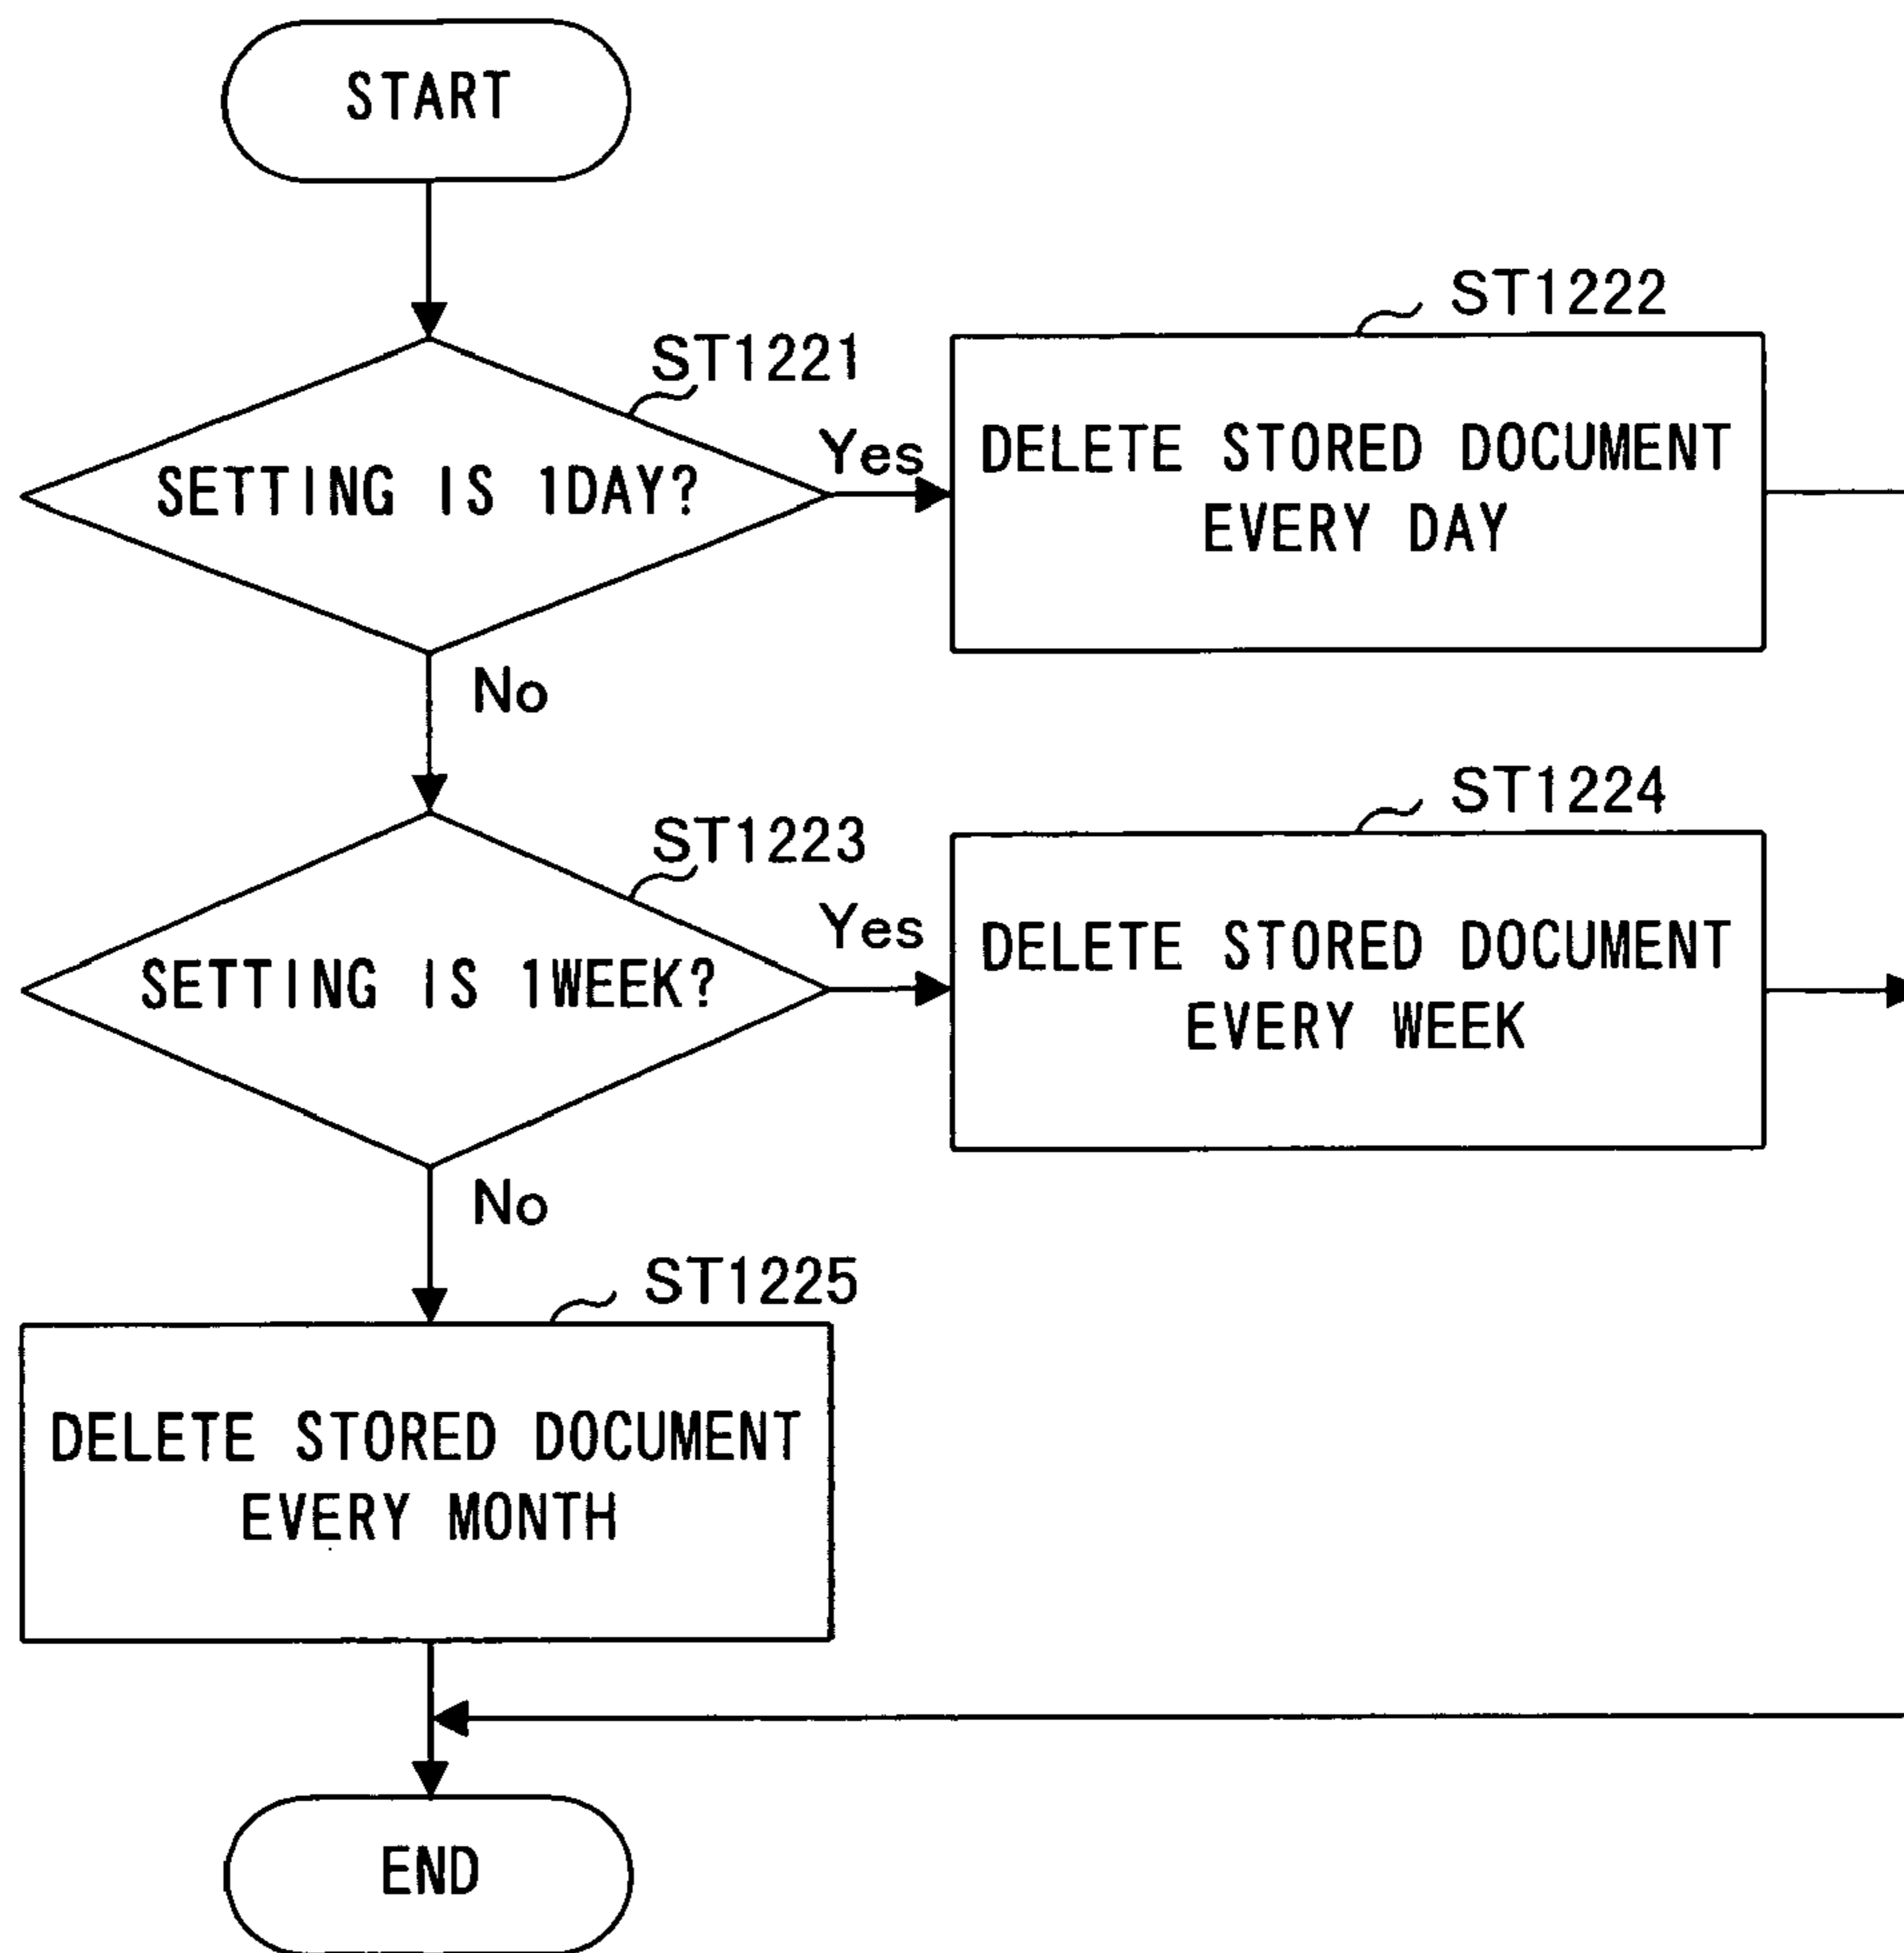 START
ST1221
SETTING IS 1DAY?
Yes
ST1222
DELETE STORED DOCUMENT
EVERY DAY
No
ST1223
SETTING IS 1WEEK?
Yes
ST1224
DELETE STORED DOCUMENT
EVERY WEEK
No
ST1225
DELETE STORED DOCUMENT
EVERY MONTH
END